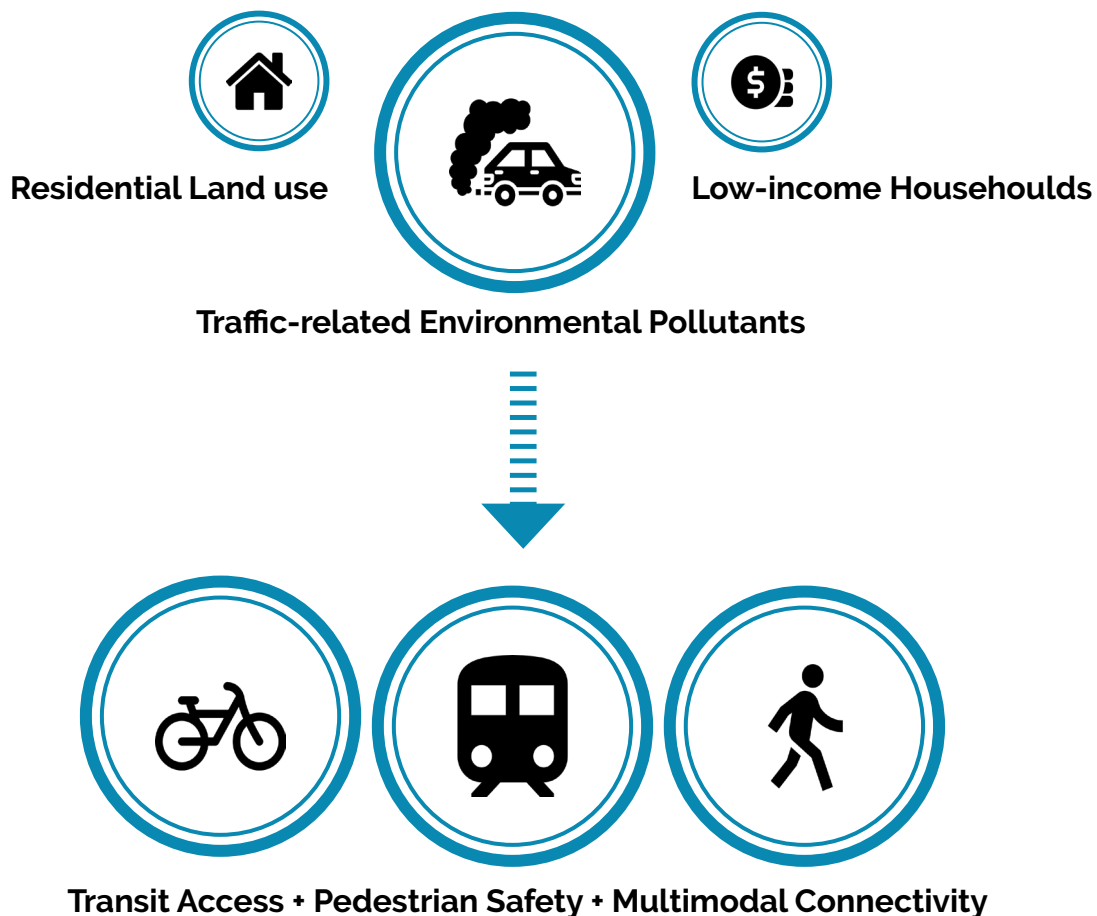 $
Residential Land use
Low-income Househoulds
Traffic-related Environmental Pollutants
Transit Access + Pedestrian Safety + Multimodal Connectivity